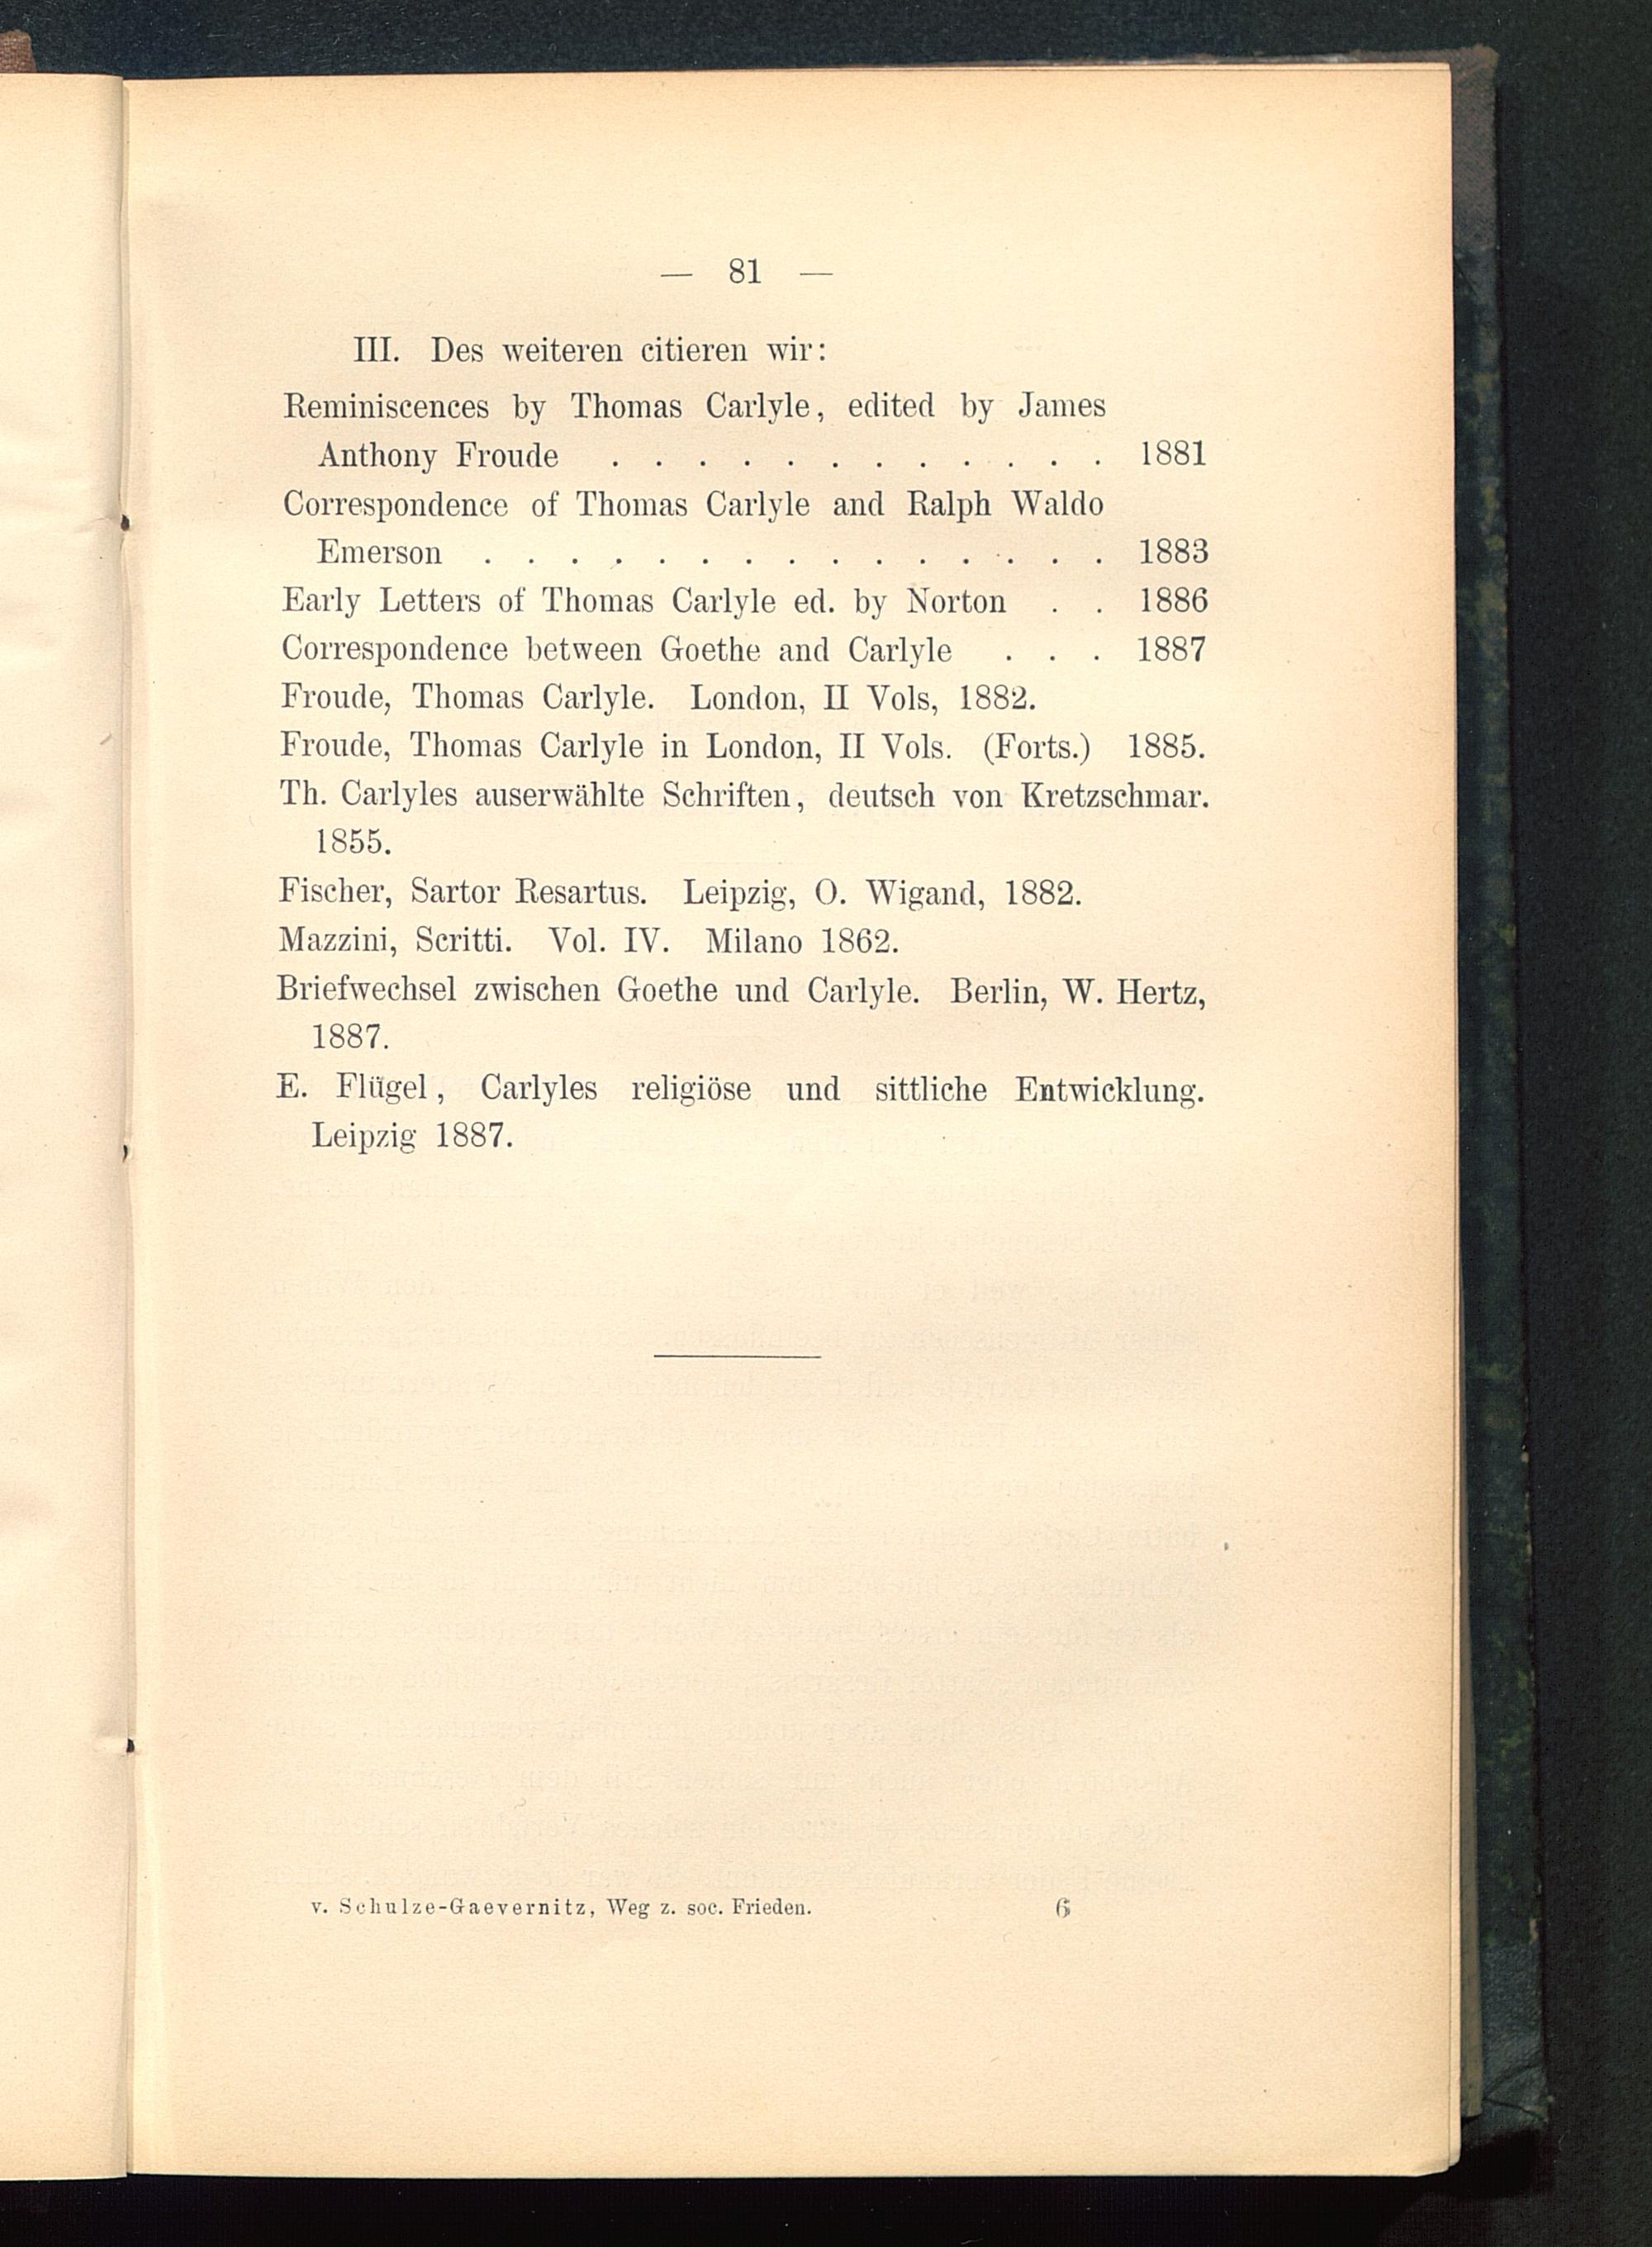 — 81 —
III. Des weiteren citieren wir:
Reminiscences by Thomas Carlyle, edited by James
Anthony Froude . . . . . . . . . . . . 1881
Correspondence of Thomas Carlyle and Ralph Waldo
Emerson . . . . . . . . . . . . . . . 1883
Early Letters of Thomas Carlyle ed. by Norton . . 1886
Correspondence between Goethe and Carlyle . . . 1887
Froude, Thomas Carlyle. London, II Vols, 1882.
Froude, Thomas Carlyle in London, II Vols. (Forts.) 1885.
Th. Carlyles auserwählte Schriften, deutsch von Kretzschmar.
1855.
Fischer, Sartor Resartus. Leipzig, O. Wigand, 1882.
Mazzini, Scritti. Vol. IV. Milano 1862.
Briefwechsel zwischen Goethe und Carlyle. Berlin, W. Hertz,
1887.
E. Flügel, Carlyles religiöse und sittliche Entwicklung.
Leipzig 1887.
v. Schulze-Gaevernitz, Weg z. soc. Frieden. 6